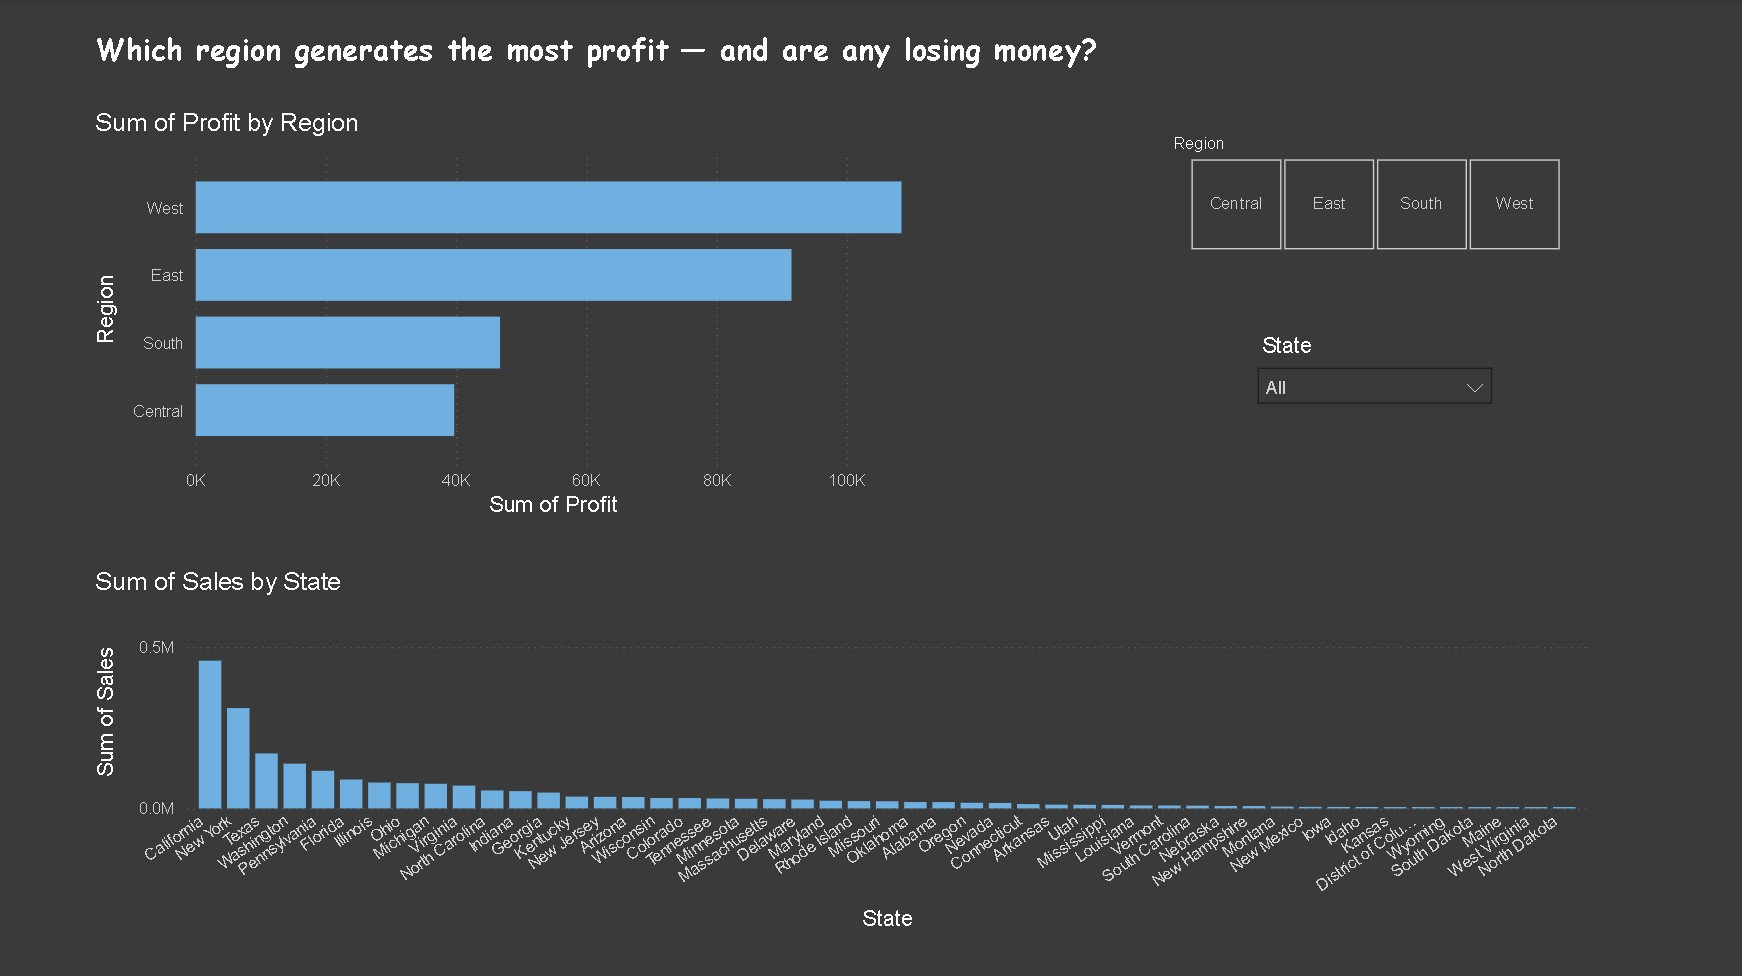 Which region generates the most profit — and are any losing money?
Sum of Profit by Region
Region
Central East South West
West
East
South
Central
Region
State
All
0K 20K 40K 60K 80K 100K
Sum of Profit
Sum of Sales by State
Sum of Sales
0.5M
0.0M
California
New York
Texas
Washington
Pennsylvania
Florida
Illinois
Ohio
Michigan
Virginia
North Carolina
Indiana
Georgia
Kentucky
New Jersey
Arizona
Wisconsin
Colorado
Tennessee
Minnesota
Massachusetts
Delaware
Maryland
Rhode Island
Missouri
Oklahoma
Alabama
Oregon
Nevada
Connecticut
Arkansas
Utah
Mississippi
Louisiana
Vermont
South Carolina
Nebraska
New Hampshire
Montana
New Mexico
Iowa
Idaho
Kansas
District of Colu...
Wyoming
South Dakota
Maine
West Virginia
North Dakota
State